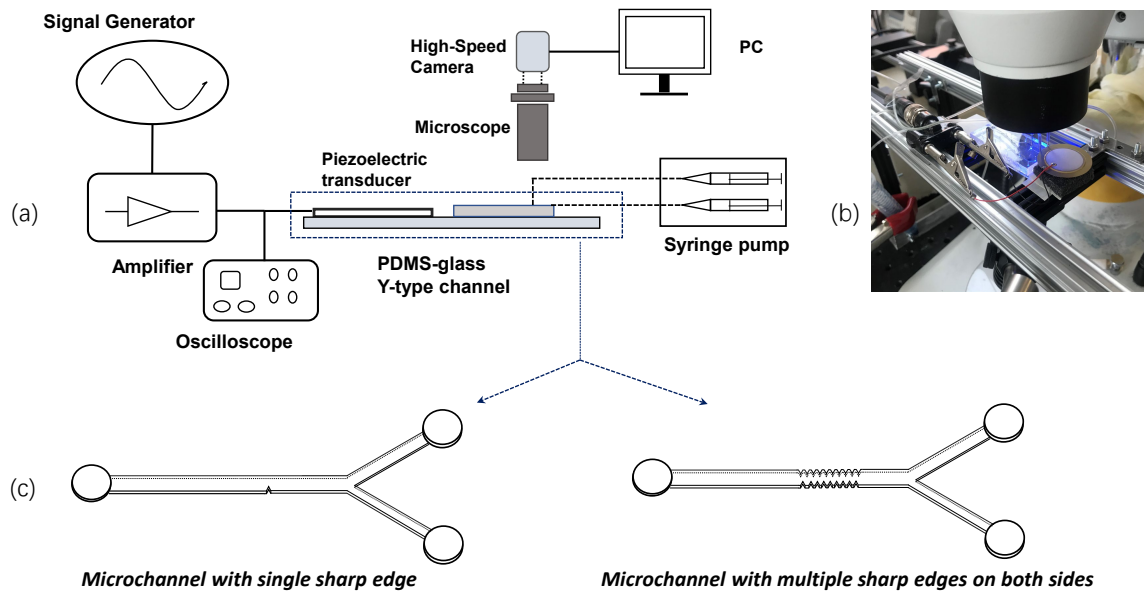 Signal Generator
High-Speed
Camera
PC
Microscope
Piezoelectric
transducer
(a)
(b)
Amplifier
PDMS-glass
Y-type channel
Syringe pump
Oscilloscope
(c)
Microchannel with single sharp edge
Microchannel with multiple sharp edges on both sides